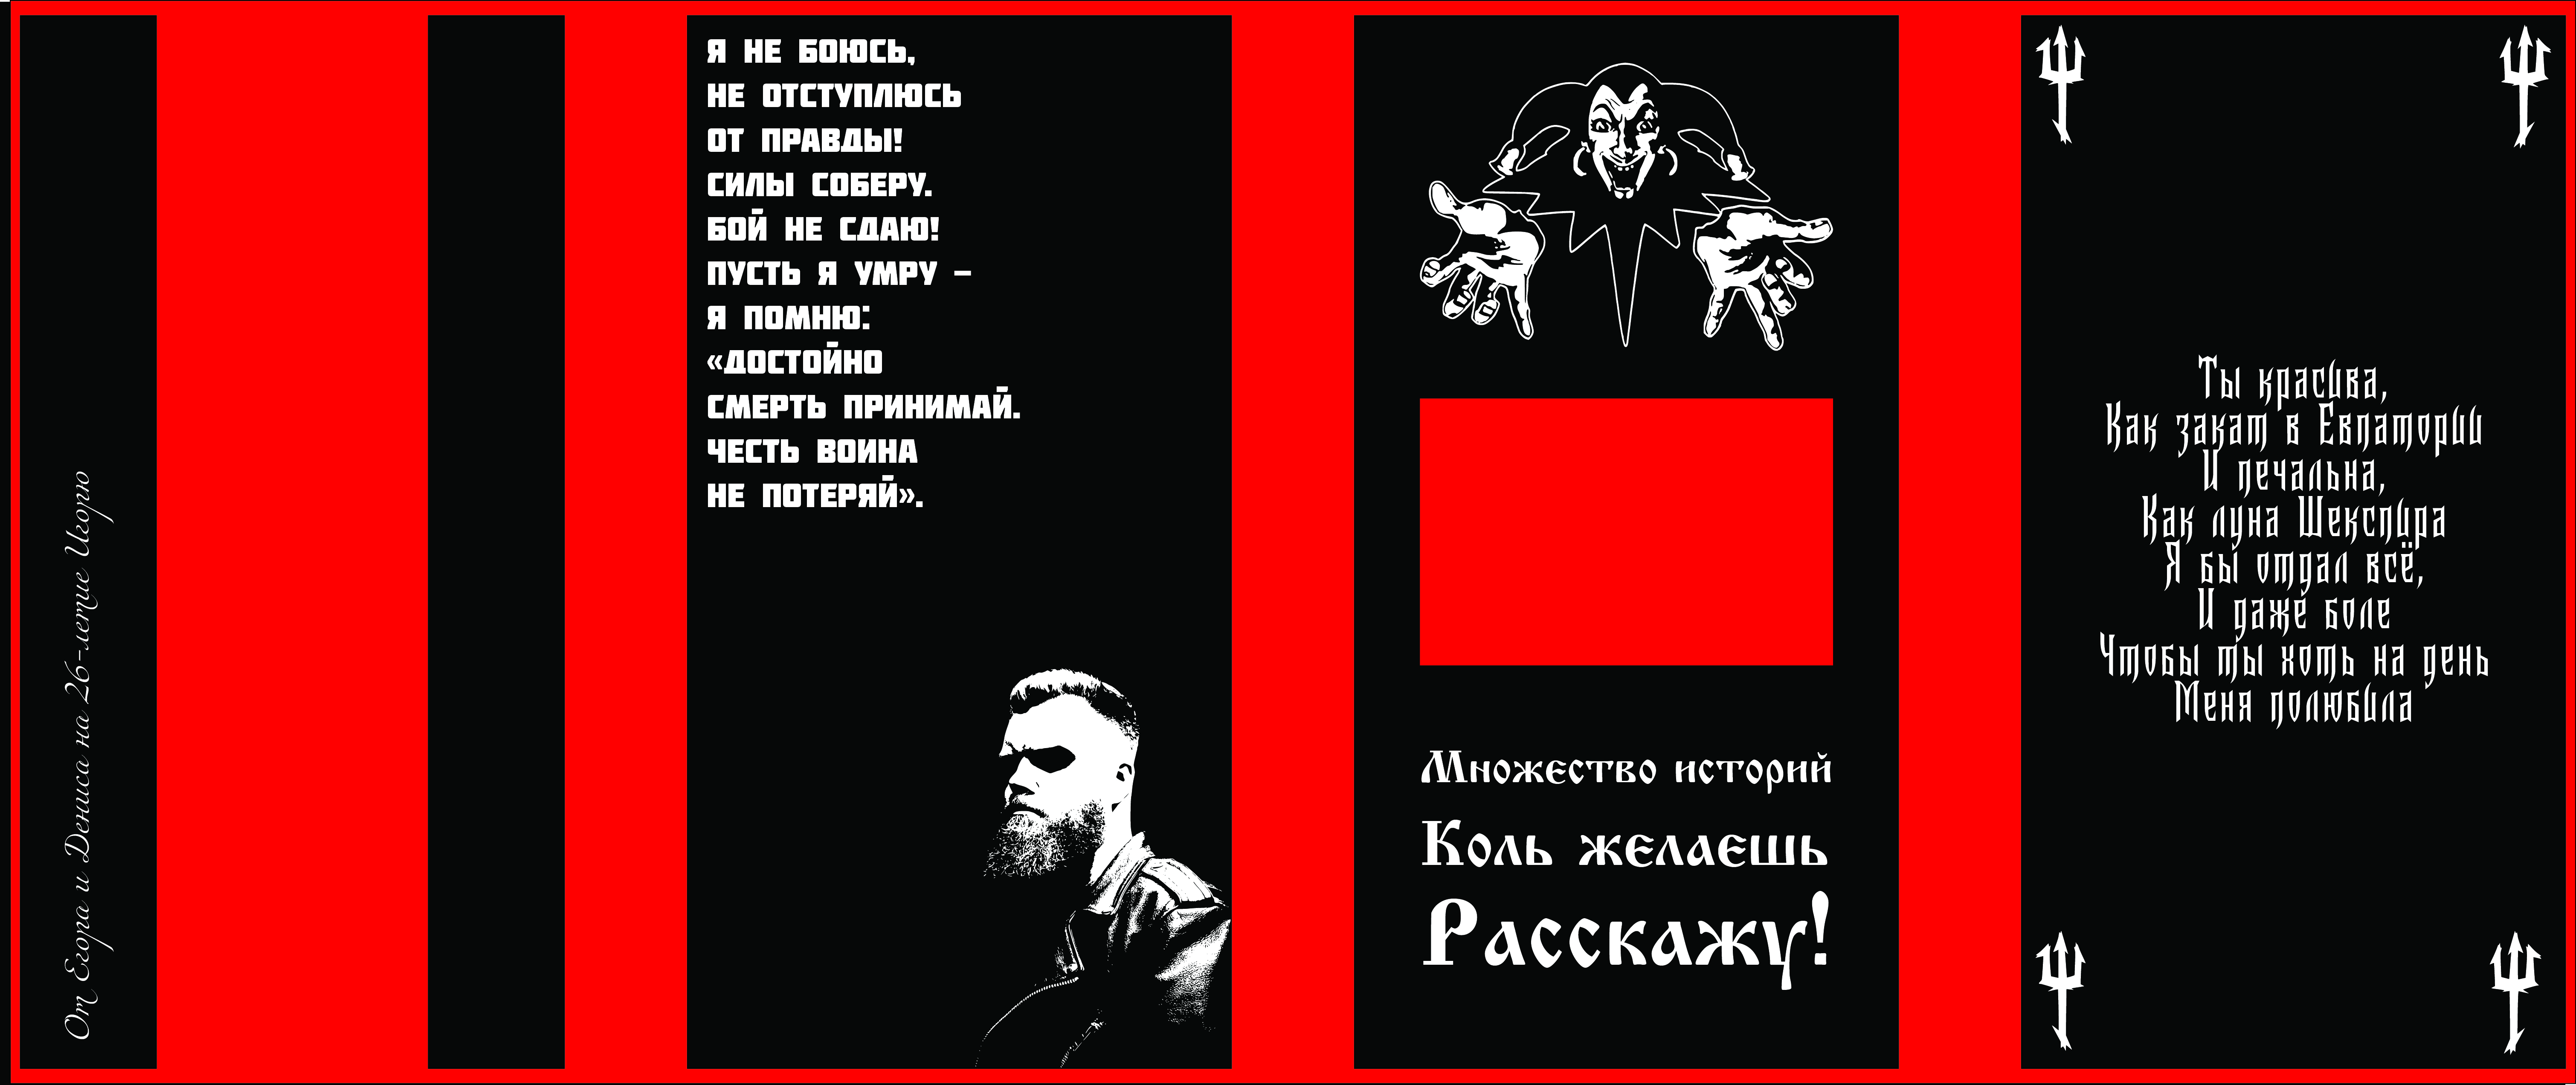 От Егора и Дениса на 26-летие Игорю
Я НЕ БОЮСЬ,
НЕ ОТСТУПЛЮСЬ
ОТ ПРАВДЫ!
СИЛЫ СОБЕРУ.
БОЙ НЕ СДАЮ!
ПУСТЬ Я УМРУ –
Я ПОМНЮ:
«ДОСТОЙНО
СМЕРТЬ ПРИНИМАЙ.
ЧЕСТЬ ВОИНА
НЕ ПОТЕРЯЙ».
Множество историй
Коль желаешь
Расскажу!
Ты красива,
Как закат в Евпатории
И печальна,
Как луна Шекспира
Я бы отдал всё,
И даже боле
Чтобы ты хоть на день
Меня полюбила